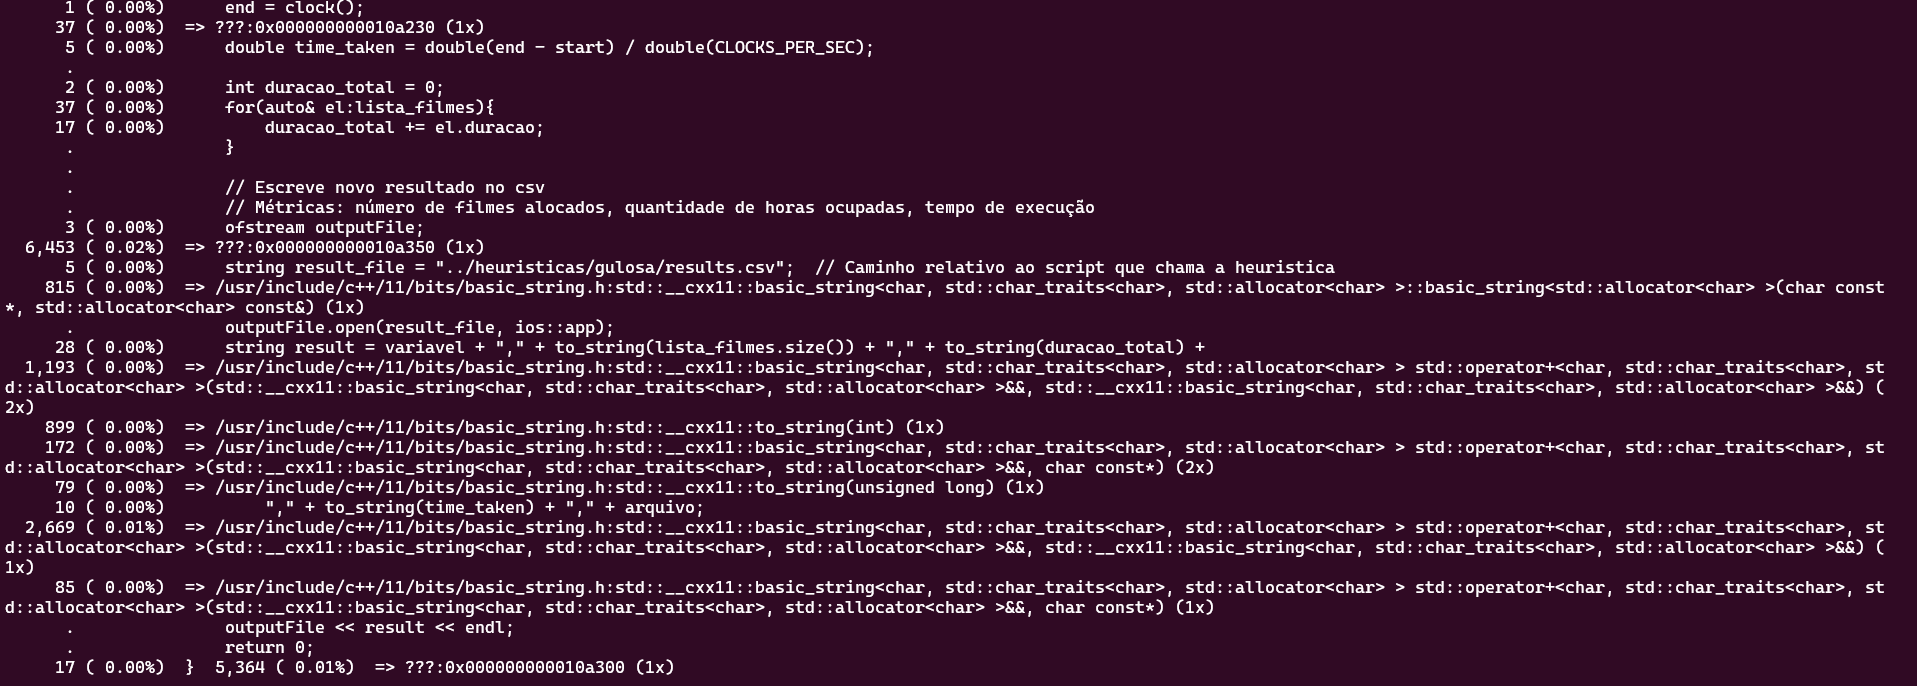 1 ( 0.00%)      end = clock();
37 ( 0.00%)  => ???:0x000000000010a230 (1x)
5 ( 0.00%)      double time_taken = double(end - start) / double(CLOCKS_PER_SEC);
.
2 ( 0.00%)      int duracao_total = 0;
37 ( 0.00%)      for(auto& el:lista_filmes){
17 ( 0.00%)          duracao_total += el.duracao;
.               }
.
.               // Escreve novo resultado no csv
.               // Métricas: número de filmes alocados, quantidade de horas ocupadas, tempo de execução
3 ( 0.00%)      ofstream outputFile;
6,453 ( 0.02%)  => ???:0x000000000010a350 (1x)
5 ( 0.00%)      string result_file = "../heuristicas/gulosa/results.csv";  // Caminho relativo ao script que chama a heuristica
815 ( 0.00%)  => /usr/include/c++/11/bits/basic_string.h:std::__cxx11::basic_string<char, std::char_traits<char>, std::allocator<char> >::basic_string<std::allocator<char> >(char const
*, std::allocator<char> const&) (1x)
.               outputFile.open(result_file, ios::app);
28 ( 0.00%)      string result = variavel + "," + to_string(lista_filmes.size()) + "," + to_string(duracao_total) +
1,193 ( 0.00%)  => /usr/include/c++/11/bits/basic_string.h:std::__cxx11::basic_string<char, std::char_traits<char>, std::allocator<char> > std::operator+<char, std::char_traits<char>, st
d::allocator<char> >(std::__cxx11::basic_string<char, std::char_traits<char>, std::allocator<char> >&&, std::__cxx11::basic_string<char, std::char_traits<char>, std::allocator<char> >&&) (
2x)
899 ( 0.00%)  => /usr/include/c++/11/bits/basic_string.h:std::__cxx11::to_string(int) (1x)
172 ( 0.00%)  => /usr/include/c++/11/bits/basic_string.h:std::__cxx11::basic_string<char, std::char_traits<char>, std::allocator<char> > std::operator+<char, std::char_traits<char>, st
d::allocator<char> >(std::__cxx11::basic_string<char, std::char_traits<char>, std::allocator<char> >&&, char const*) (2x)
79 ( 0.00%)  => /usr/include/c++/11/bits/basic_string.h:std::__cxx11::to_string(unsigned long) (1x)
10 ( 0.00%)          "," + to_string(time_taken) + "," + arquivo;
2,669 ( 0.01%)  => /usr/include/c++/11/bits/basic_string.h:std::__cxx11::basic_string<char, std::char_traits<char>, std::allocator<char> > std::operator+<char, std::char_traits<char>, st
d::allocator<char> >(std::__cxx11::basic_string<char, std::char_traits<char>, std::allocator<char> >&&, std::__cxx11::basic_string<char, std::char_traits<char>, std::allocator<char> >&&) (
1x)
85 ( 0.00%)  => /usr/include/c++/11/bits/basic_string.h:std::__cxx11::basic_string<char, std::char_traits<char>, std::allocator<char> > std::operator+<char, std::char_traits<char>, st
d::allocator<char> >(std::__cxx11::basic_string<char, std::char_traits<char>, std::allocator<char> >&&, char const*) (1x)
.               outputFile << result << endl;
.               return 0;
17 ( 0.00%)  }  5,364 ( 0.01%)  => ???:0x000000000010a300 (1x)